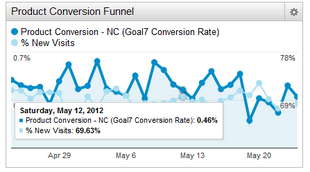 Product Conversion Funnel
Product Conversion - NC (Goal7 Conversion Rate)
% New Visits
0.7%
78%
69%
Saturday, May 12, 2012
Product Conversion - NC (Goal7 Conversion Rate): 0.46%
% New Visits: 69.63%
Apr 29
May 6
May 13
May 20